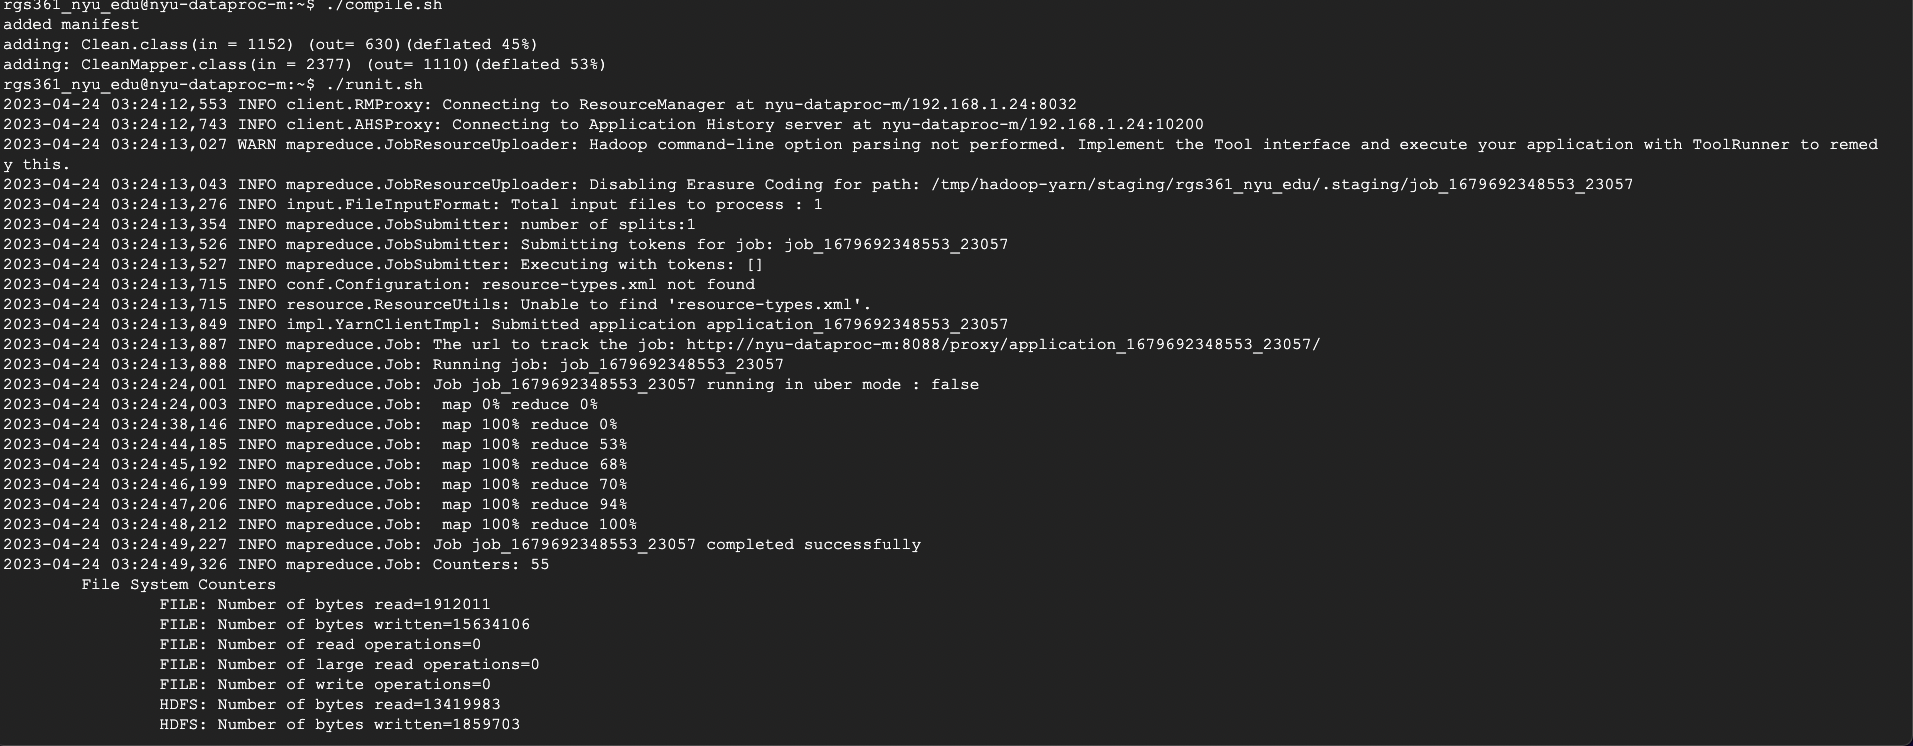 rgs361_nyu_edu@nyu-dataproc-m:~$ ./compile.sh
added manifest
adding: Clean.class(in = 1152) (out= 630)(deflated 45%)
adding: CleanMapper.class(in = 2377) (out= 1110)(deflated 53%)
rgs361_nyu_edu@nyu-dataproc-m:~$ ./runit.sh
2023-04-24 03:24:12,553 INFO client.RMProxy: Connecting to ResourceManager at nyu-dataproc-m/192.168.1.24:8032
2023-04-24 03:24:12,743 INFO client.AHSProxy: Connecting to Application History server at nyu-dataproc-m/192.168.1.24:10200
2023-04-24 03:24:13,027 WARN mapreduce.JobResourceUploader: Hadoop command-line option parsing not performed. Implement the Tool interface and execute your application with ToolRunner to remed
y this.
2023-04-24 03:24:13,043 INFO mapreduce.JobResourceUploader: Disabling Erasure Coding for path: /tmp/hadoop-yarn/staging/rgs361_nyu_edu/.staging/job_1679692348553_23057
2023-04-24 03:24:13,276 INFO input.FileInputFormat: Total input files to process : 1
2023-04-24 03:24:13,354 INFO mapreduce.JobSubmitter: number of splits:1
2023-04-24 03:24:13,526 INFO mapreduce.JobSubmitter: Submitting tokens for job: job_1679692348553_23057
2023-04-24 03:24:13,527 INFO mapreduce.JobSubmitter: Executing with tokens: []
2023-04-24 03:24:13,715 INFO conf.Configuration: resource-types.xml not found
2023-04-24 03:24:13,715 INFO resource.ResourceUtils: Unable to find 'resource-types.xml'.
2023-04-24 03:24:13,849 INFO impl.YarnClientImpl: Submitted application application_1679692348553_23057
2023-04-24 03:24:13,887 INFO mapreduce.Job: The url to track the job: http://nyu-dataproc-m:8088/proxy/application_1679692348553_23057/
2023-04-24 03:24:13,888 INFO mapreduce.Job: Running job: job_1679692348553_23057
2023-04-24 03:24:24,001 INFO mapreduce.Job: Job job_1679692348553_23057 running in uber mode : false
2023-04-24 03:24:24,003 INFO mapreduce.Job:  map 0% reduce 0%
2023-04-24 03:24:38,146 INFO mapreduce.Job:  map 100% reduce 0%
2023-04-24 03:24:44,185 INFO mapreduce.Job:  map 100% reduce 53%
2023-04-24 03:24:45,192 INFO mapreduce.Job:  map 100% reduce 68%
2023-04-24 03:24:46,199 INFO mapreduce.Job:  map 100% reduce 70%
2023-04-24 03:24:47,206 INFO mapreduce.Job:  map 100% reduce 94%
2023-04-24 03:24:48,212 INFO mapreduce.Job:  map 100% reduce 100%
2023-04-24 03:24:49,227 INFO mapreduce.Job: Job job_1679692348553_23057 completed successfully
2023-04-24 03:24:49,326 INFO mapreduce.Job: Counters: 55
File System Counters
FILE: Number of bytes read=1912011
FILE: Number of bytes written=15634106
FILE: Number of read operations=0
FILE: Number of large read operations=0
FILE: Number of write operations=0
HDFS: Number of bytes read=13419983
HDFS: Number of bytes written=1859703